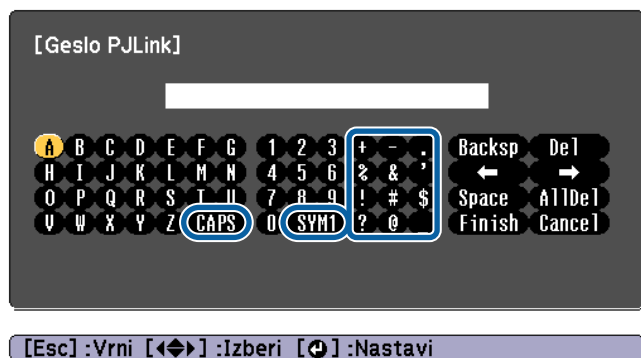 [Geslo PJLink]
A B C D E F G 1 2 3 + - . Backsp Del
H I J K L M N 4 5 6 % & ' ← →
O P Q R S T U 7 8 9 ! # $ Space AllDel
V W X Y Z CAPS 0 SYM1 ? @ _ Finish Cancel
[Esc] :Vrni [◀◆▶] :Izberi [↵] :Nastavi